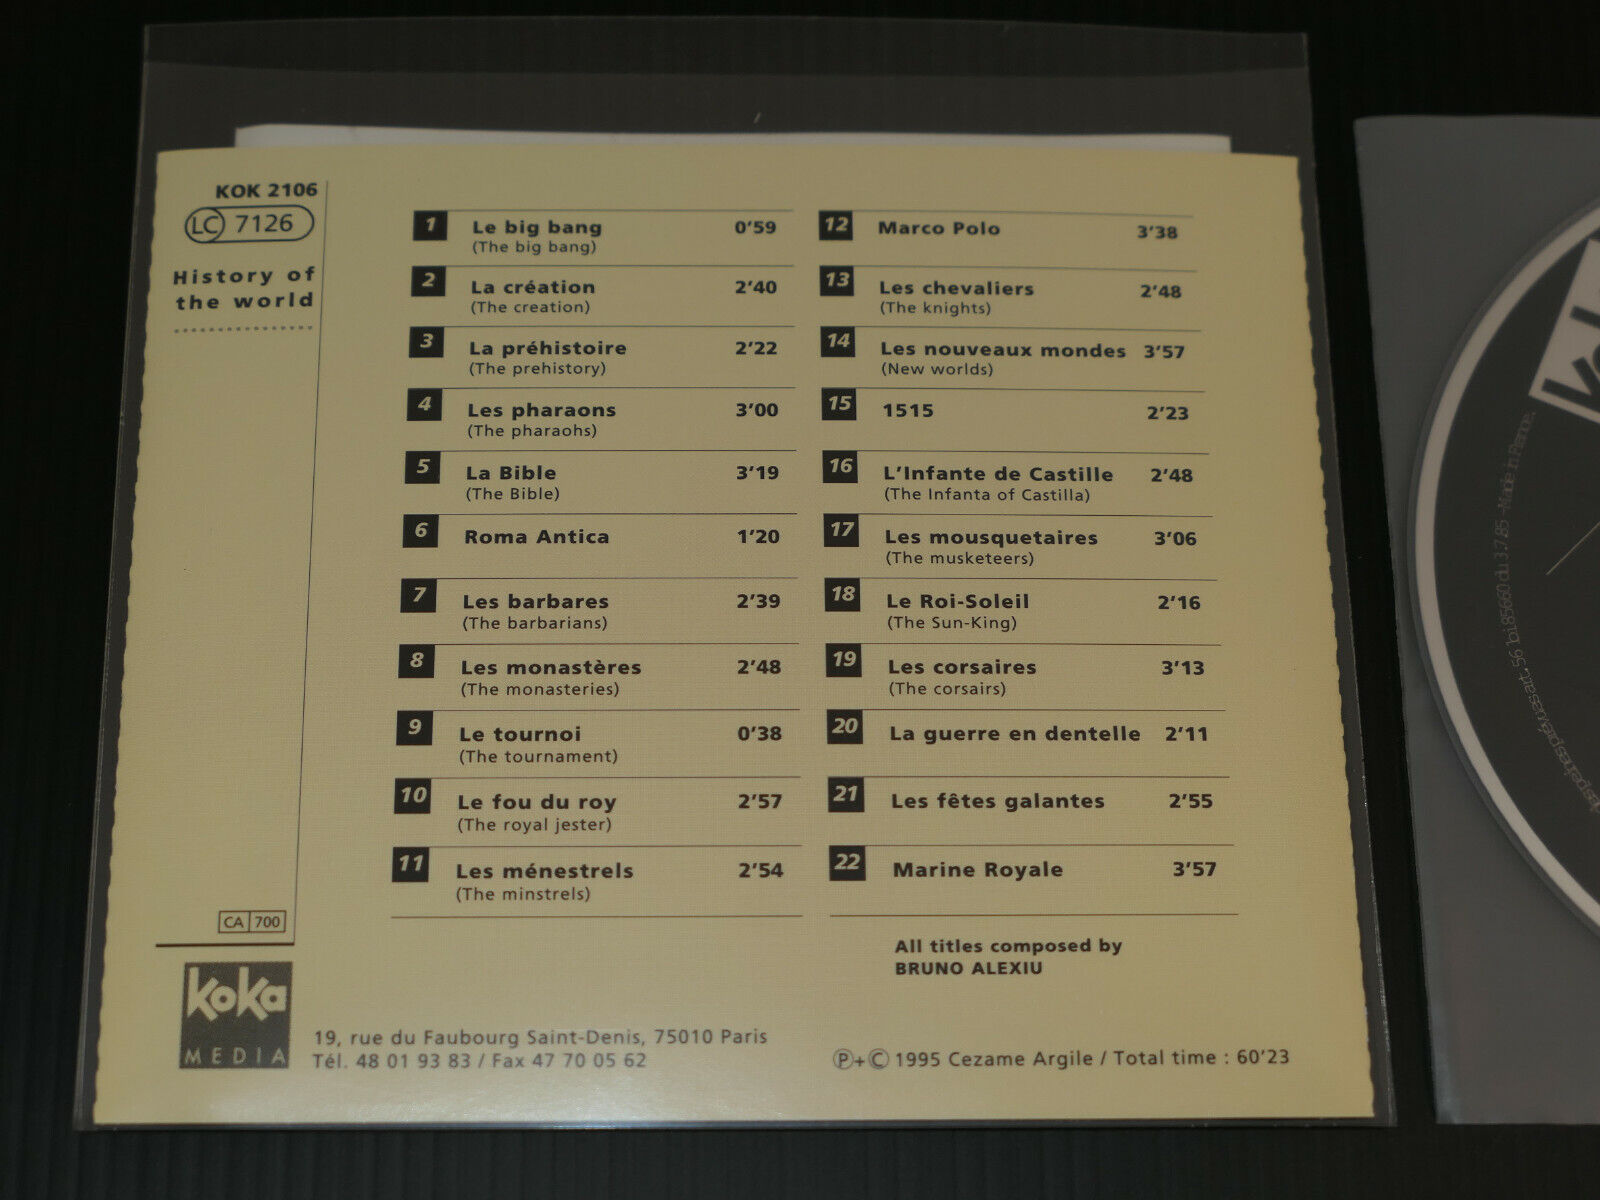 KOK 2106
LC 7126
History of
the world
1 Le big bang 0'59
(The big bang)
2 La création 2'40
(The creation)
3 La préhistoire 2'22
(The prehistory)
4 Les pharaons 3'00
(The pharaohs)
5 La Bible 3'19
(The Bible)
6 Roma Antica 1'20
7 Les barbares 2'39
(The barbarians)
8 Les monastères 2'48
(The monasteries)
9 Le tournoi 0'38
(The tournament)
10 Le fou du roy 2'57
(The royal jester)
11 Les ménestrels 2'54
(The minstrels)
12 Marco Polo 3'38
13 Les chevaliers 2'48
(The knights)
14 Les nouveaux mondes 3'57
(New worlds)
15 1515 2'23
16 L'Infante de Castille 2'48
(The Infanta of Castilla)
17 Les mousquetaires 3'06
(The musketeers)
18 Le Roi-Soleil 2'16
(The Sun-King)
19 Les corsaires 3'13
(The corsairs)
20 La guerre en dentelle 2'11
21 Les fêtes galantes 2'55
22 Marine Royale 3'57
All titles composed by
BRUNO ALEXIU
CA 700
koka
MEDIA
19, rue du Faubourg Saint-Denis, 75010 Paris
Tél. 48 01 93 83 / Fax 47 70 05 62
Ⓟ+© 1995 Cezame Argile / Total time : 60'23
du 3.7.85 - Made in France.